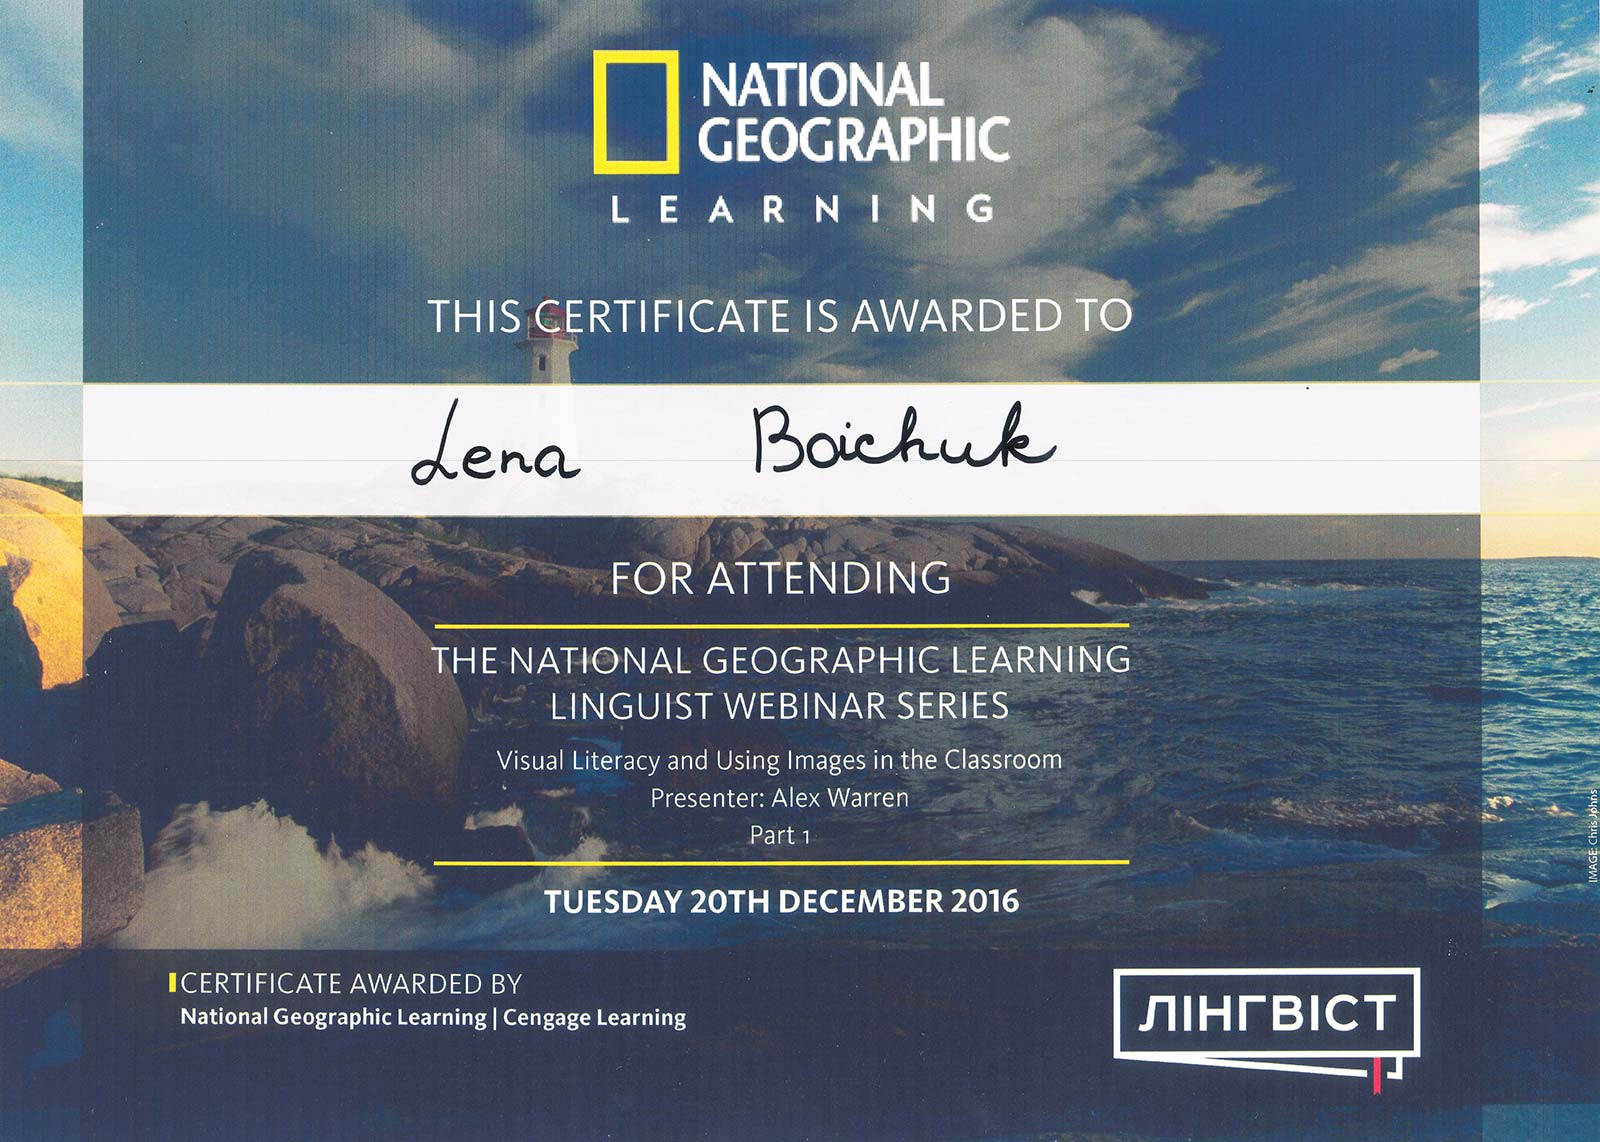 NATIONAL
GEOGRAPHIC
LEARNING
THIS CERTIFICATE IS AWARDED TO
Lena Boichuk
FOR ATTENDING
THE NATIONAL GEOGRAPHIC LEARNING
LINGUIST WEBINAR SERIES
Visual Literacy and Using Images in the Classroom
Presenter: Alex Warren
Part 1
TUESDAY 20TH DECEMBER 2016
CERTIFICATE AWARDED BY
National Geographic Learning | Cengage Learning
ЛІНГВІСТ
IMAGE: Chris Johns